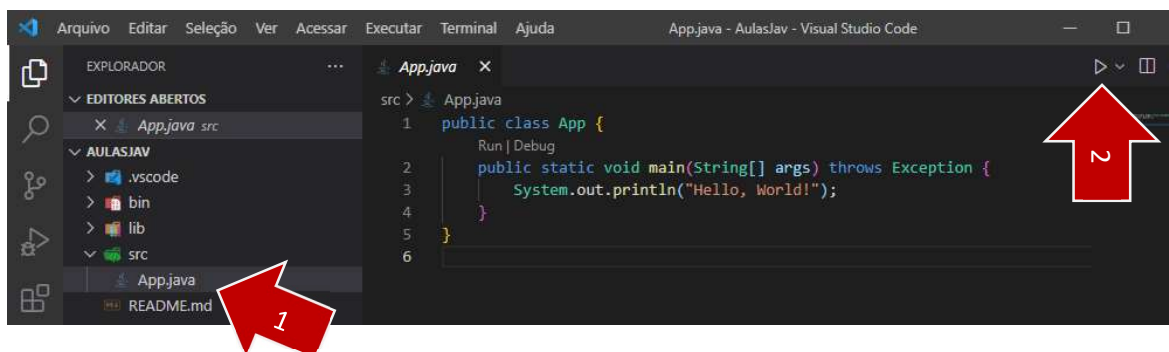 Arquivo Editar Seleção Ver Acessar Executar Terminal Ajuda App.java - AulasJav - Visual Studio Code
EXPLORADOR ...
EDITORES ABERTOS
App.java src
AULASJAV
.vscode
bin
lib
src
App.java
README.md
1
App.java
src > App.java
1 public class App {
Run | Debug
2 public static void main(String[] args) throws Exception {
3 System.out.println("Hello, World!");
4 }
5 }
6
2